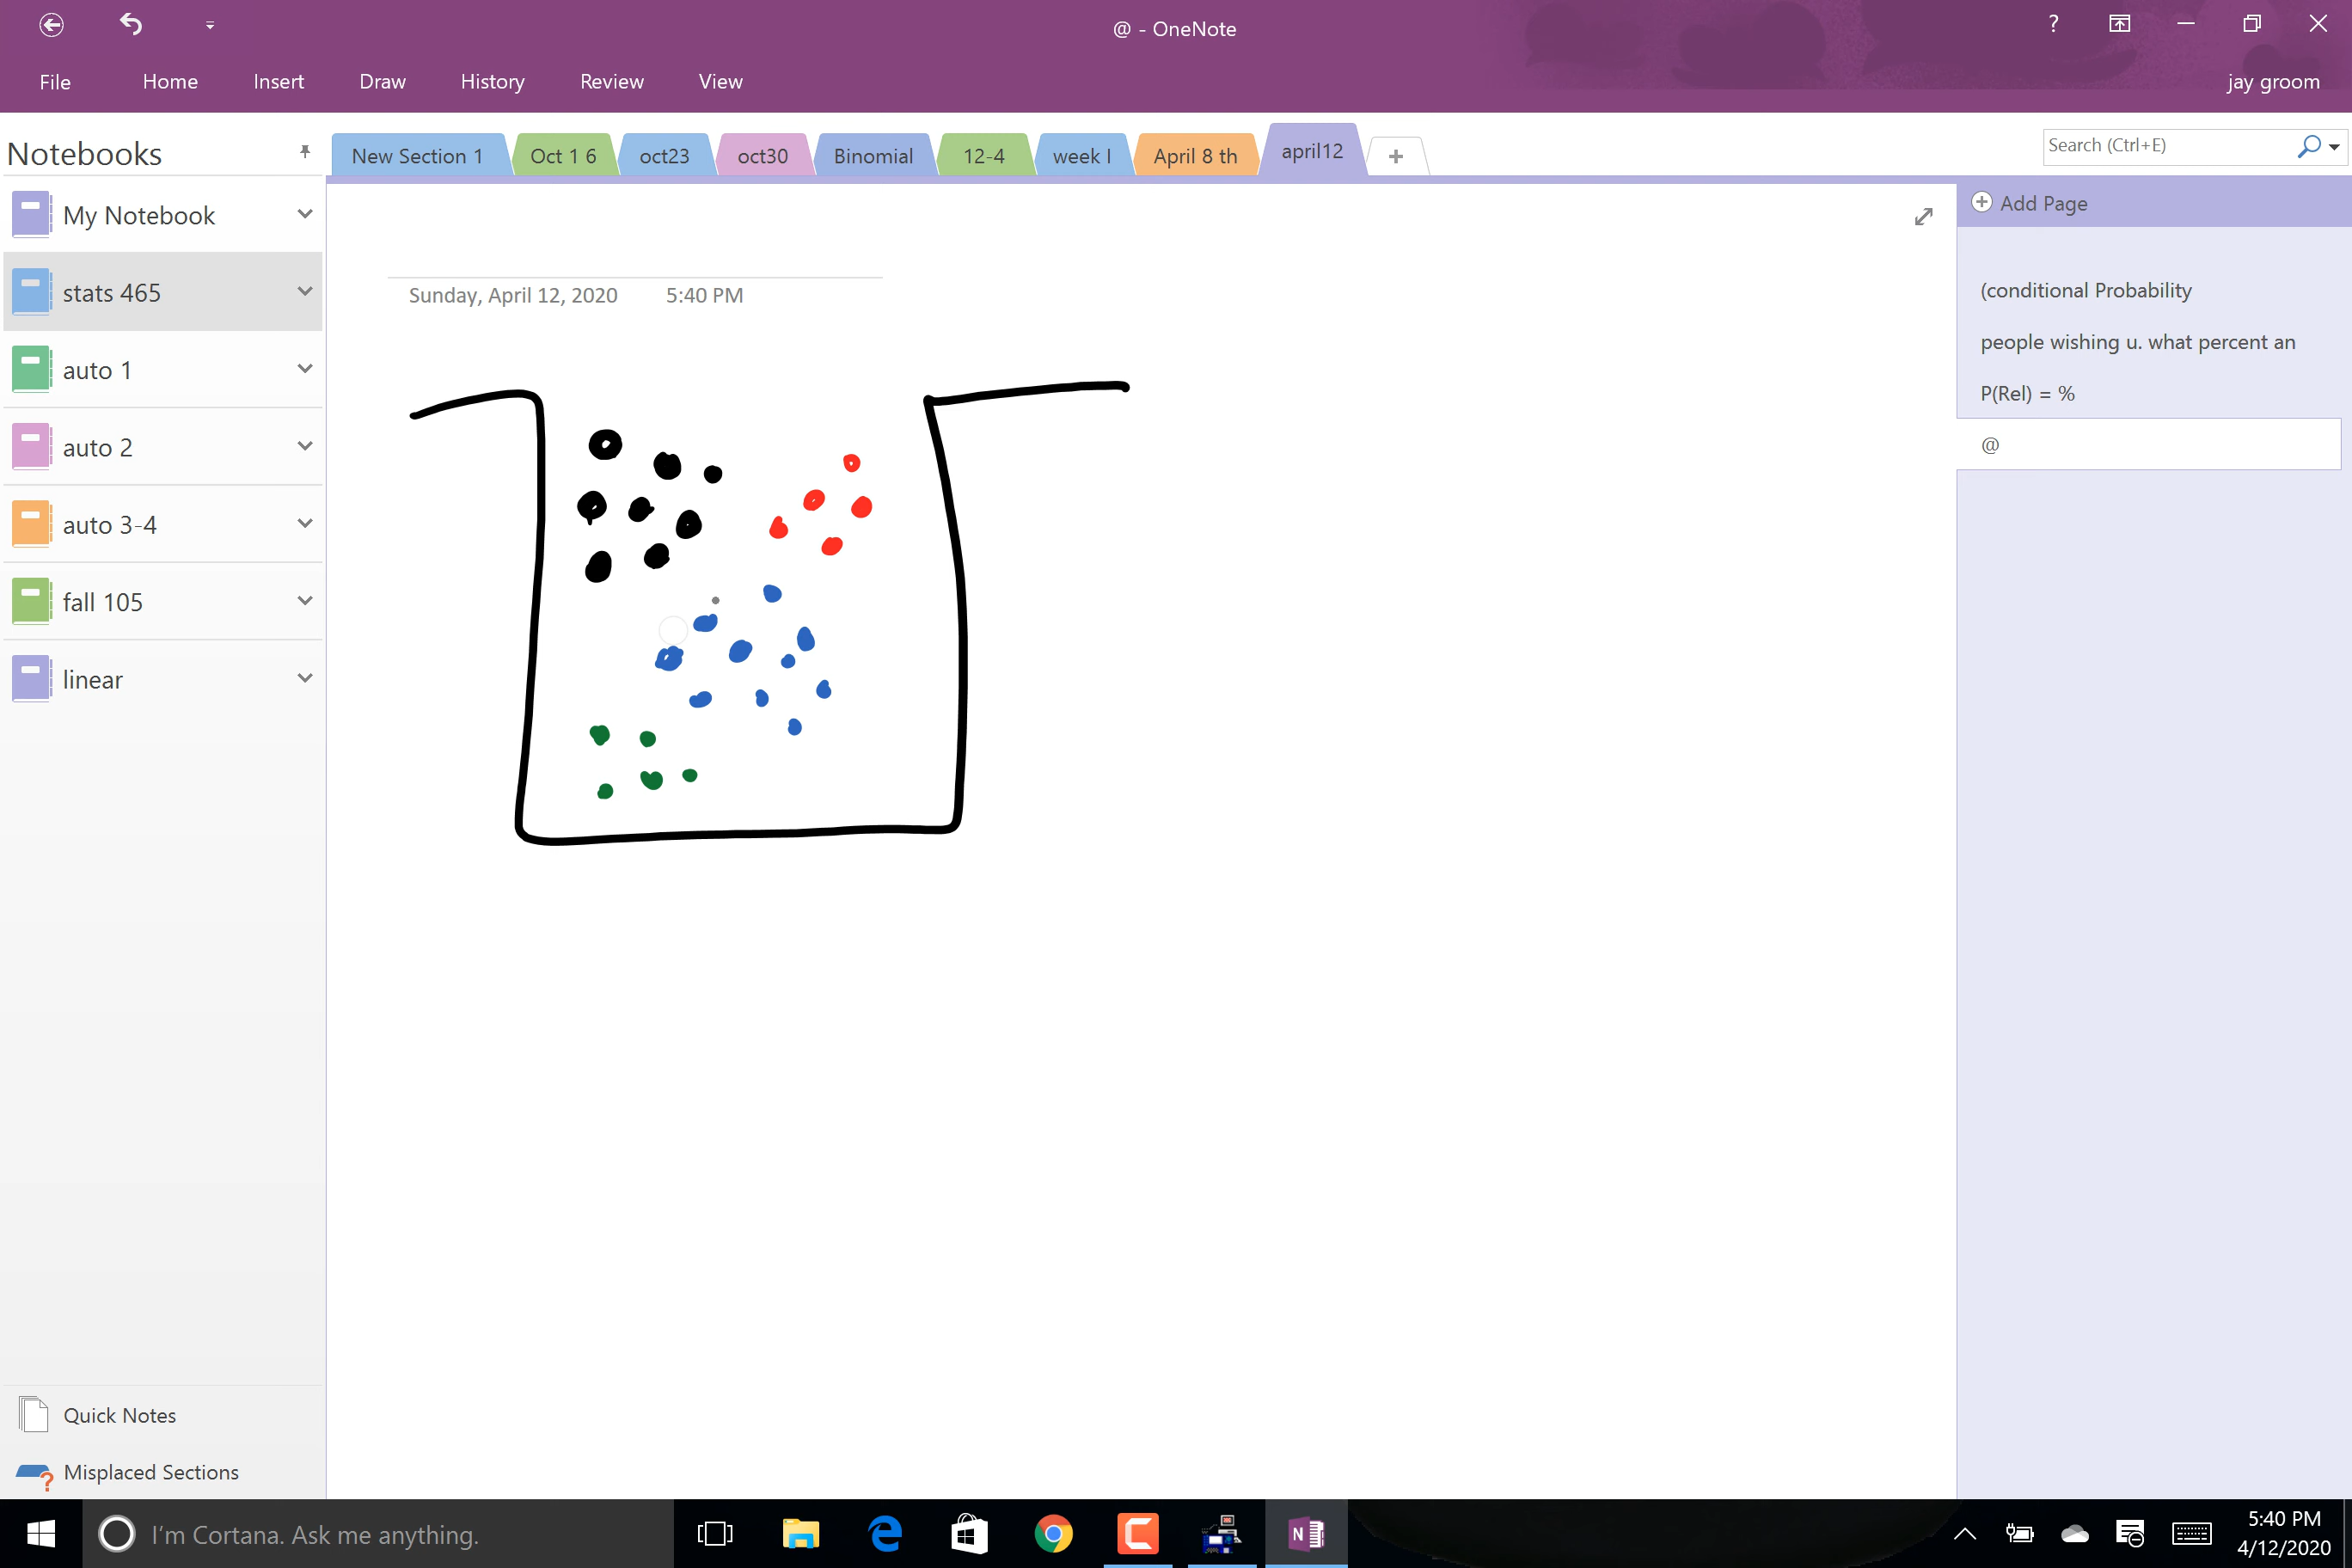 @ - OneNote
File Home Insert Draw History Review View jay groom
Notebooks
New Section 1 Oct 1 6 oct23 oct30 Binomial 12-4 week I April 8 th april12
Search (Ctrl+E)
My Notebook
stats 465
auto 1
auto 2
auto 3-4
fall 105
linear
Quick Notes
Misplaced Sections
Sunday, April 12, 2020 5:40 PM
Add Page
(conditional Probability
people wishing u. what percent an
P(Rel) = %
@
I'm Cortana. Ask me anything.
5:40 PM
4/12/2020